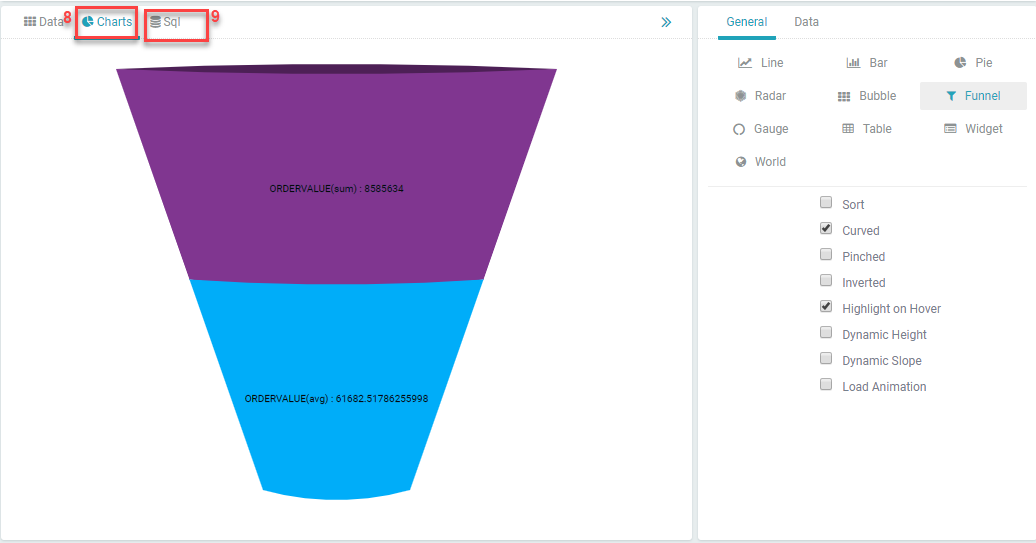 Data 8 Charts Sql 9
ORDERVALUE(sum) : 8585634
ORDERVALUE(avg) : 61682.51786255998
General Data
Line Bar Pie
Radar Bubble Funnel
Gauge Table Widget
World
Sort
Curved
Pinched
Inverted
Highlight on Hover
Dynamic Height
Dynamic Slope
Load Animation